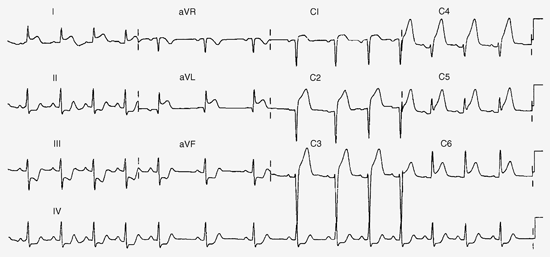 I aVR CI C4
II aVL C2 C5
III aVF C3 C6
IV